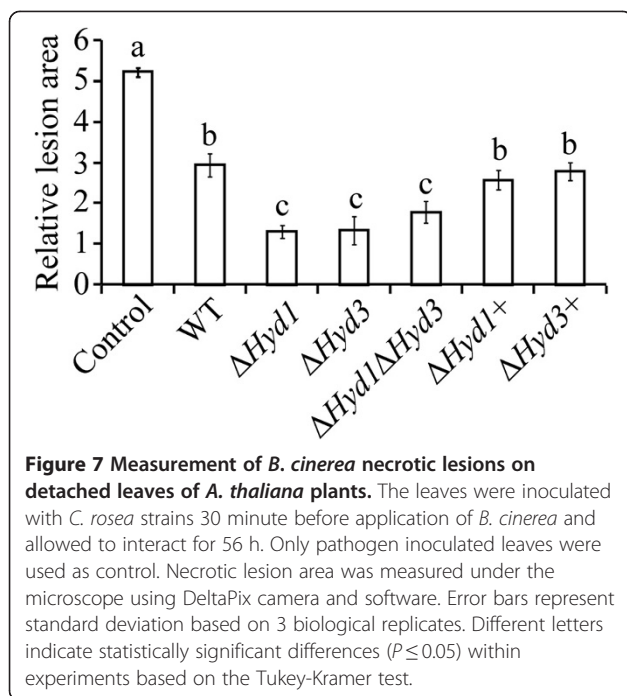 6
5
4
3
2
1
0
Relative lesion area
a
b
c
c
c
b
b
Control
WT
ΔHyd1
ΔHyd3
ΔHyd1ΔHyd3
ΔHyd1+
ΔHyd3+
Figure 7 Measurement of B. cinerea necrotic lesions on
detached leaves of A. thaliana plants. The leaves were inoculated
with C. rosea strains 30 minute before application of B. cinerea and
allowed to interact for 56 h. Only pathogen inoculated leaves were
used as control. Necrotic lesion area was measured under the
microscope using DeltaPix camera and software. Error bars represent
standard deviation based on 3 biological replicates. Different letters
indicate statistically significant differences (P ≤ 0.05) within
experiments based on the Tukey-Kramer test.